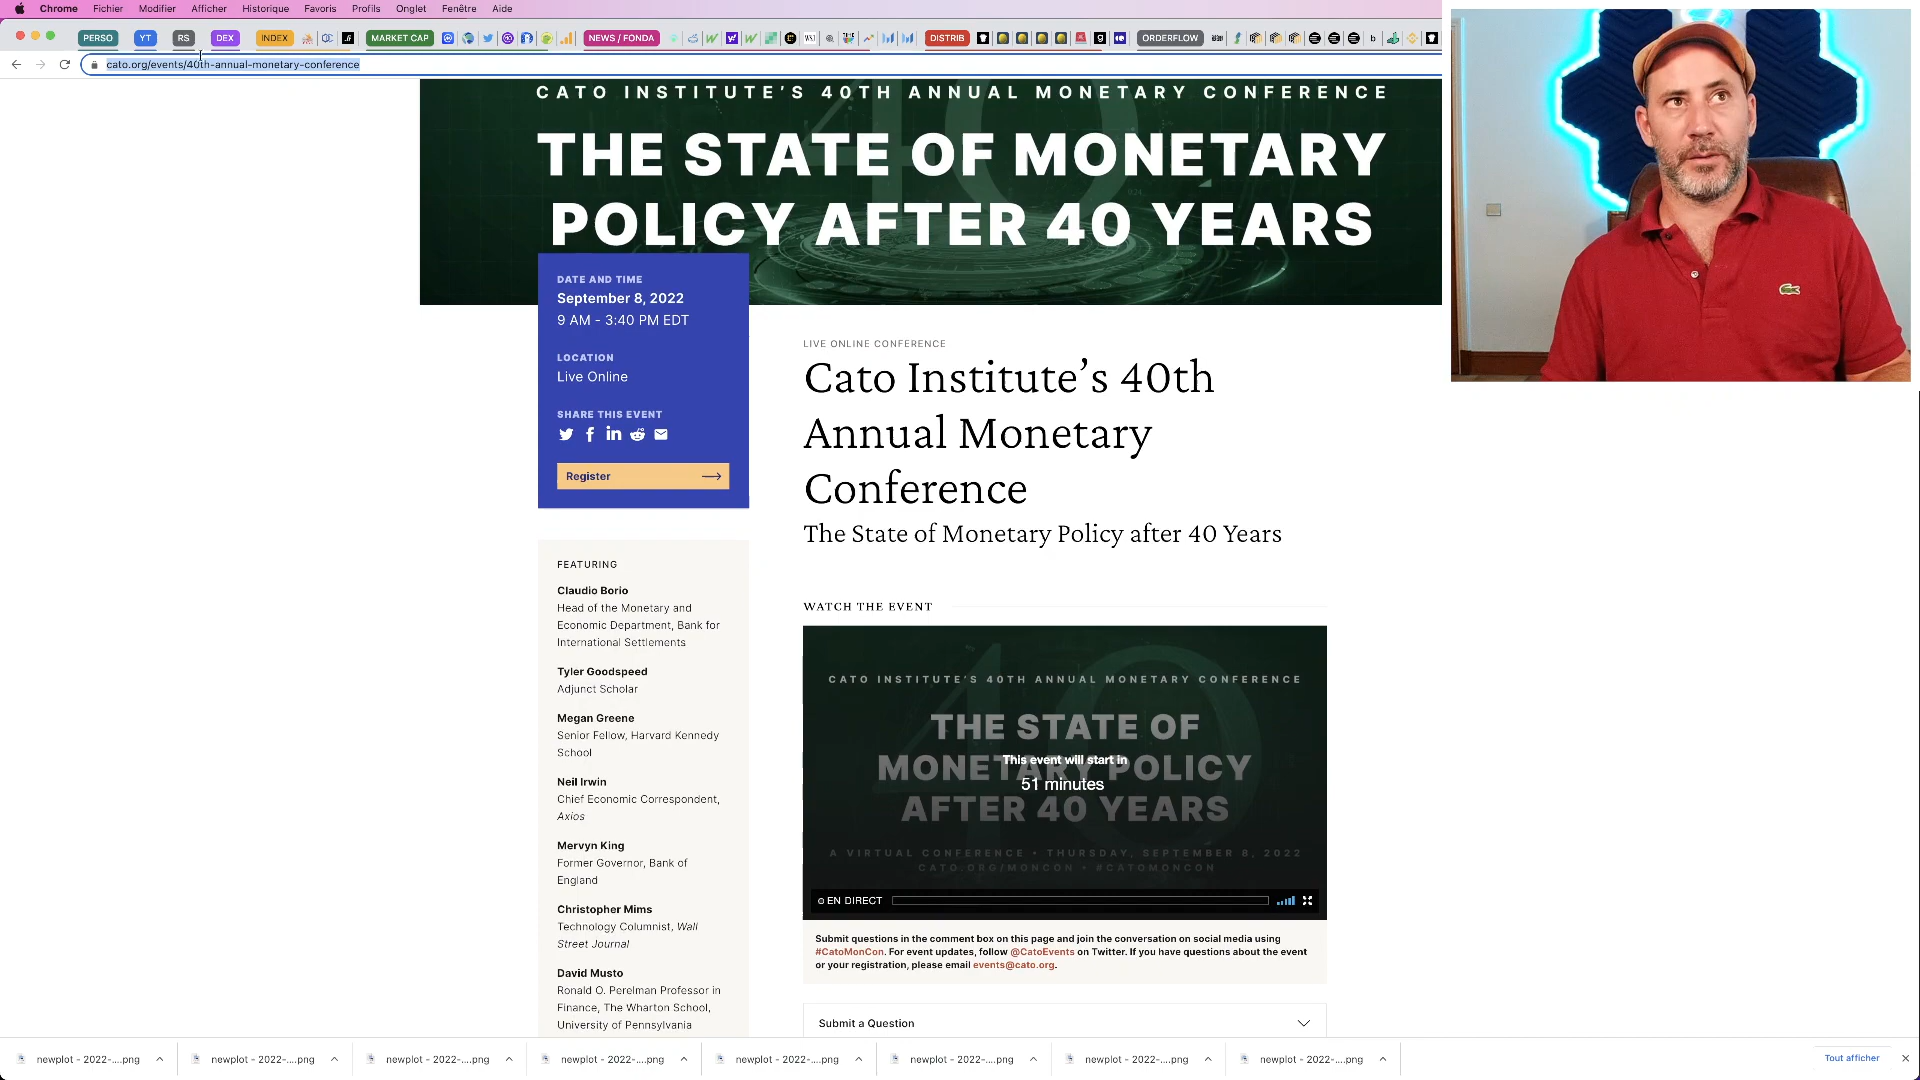 Chrome Fichier Modifier Afficher Historique Favoris Profils Onglet Fenêtre Aide
PERSO YT RS DEX INDEX MARKET CAP NEWS / FONDA DISTRIB ORDERFLOW
cato.org/events/40th-annual-monetary-conference
CATO INSTITUTE'S 40TH ANNUAL MONETARY CONFERENCE
THE STATE OF MONETARY
POLICY AFTER 40 YEARS
DATE AND TIME
September 8, 2022
9 AM - 3:40 PM EDT
LOCATION
Live Online
SHARE THIS EVENT
Register
FEATURING
Claudio Borio
Head of the Monetary and
Economic Department, Bank for
International Settlements
Tyler Goodspeed
Adjunct Scholar
Megan Greene
Senior Fellow, Harvard Kennedy
School
Neil Irwin
Chief Economic Correspondent,
Axios
Mervyn King
Former Governor, Bank of
England
Christopher Mims
Technology Columnist, Wall
Street Journal
David Musto
Ronald O. Perelman Professor in
Finance, The Wharton School,
University of Pennsylvania
LIVE ONLINE CONFERENCE
Cato Institute’s 40th
Annual Monetary
Conference
The State of Monetary Policy after 40 Years
WATCH THE EVENT
CATO INSTITUTE'S 40TH ANNUAL MONETARY CONFERENCE
THE STATE OF
This event will start in
MONETARY POLICY
51 minutes
AFTER 40 YEARS
A VIRTUAL CONFERENCE • THURSDAY, SEPTEMBER 8, 2022
CATO.ORG/MONCON • #CATOMONCON
EN DIRECT
Submit questions in the comment box on this page and join the conversation on social media using
#CatoMonCon. For event updates, follow @CatoEvents on Twitter. If you have questions about the event
or your registration, please email events@cato.org.
Submit a Question
newplot - 2022-....png newplot - 2022-....png newplot - 2022-....png newplot - 2022-....png newplot - 2022-....png newplot - 2022-....png newplot - 2022-....png newplot - 2022-....png Tout afficher